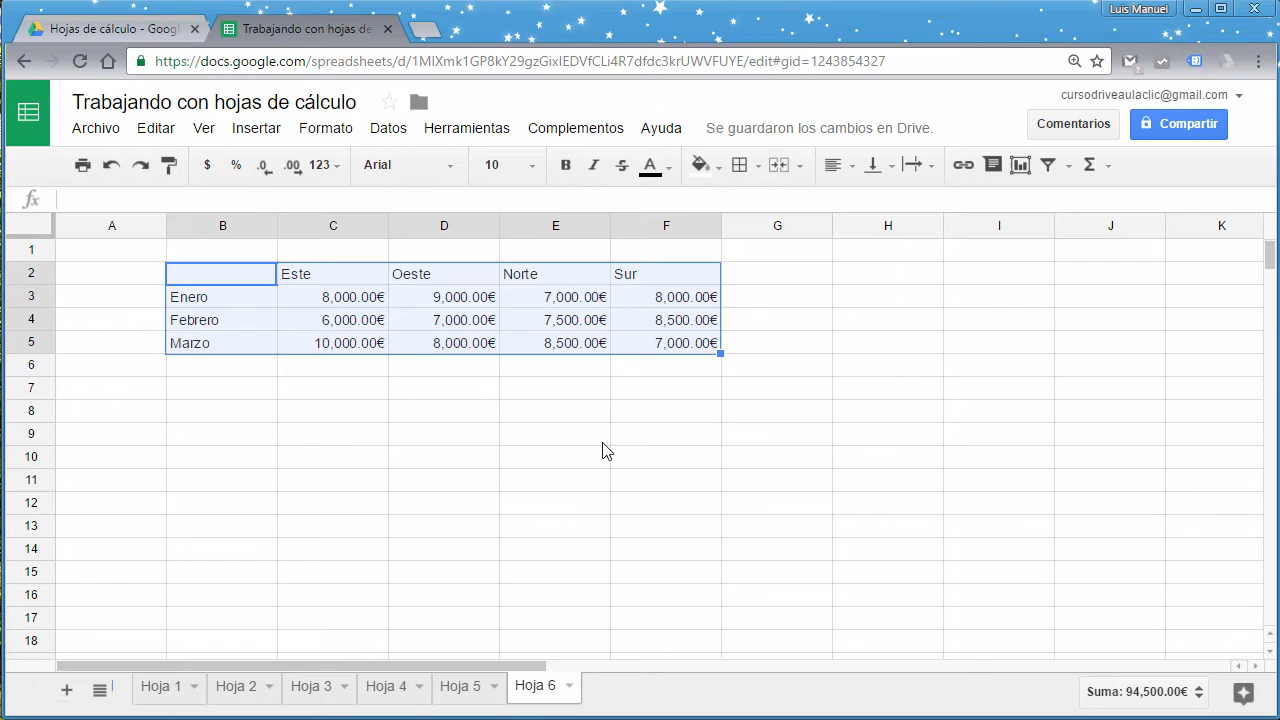 Luis Manuel
Hojas de cálculo - Googl
Trabajando con hojas de
https://docs.google.com/spreadsheets/d/1MIXmk1GP8kY29gzGixIEDVfCLi4R7dfdc3krUWVFUYE/edit#gid=1243854327
Trabajando con hojas de cálculo
cursodriveaulaclic@gmail.com
Archivo Editar Ver Insertar Formato Datos Herramientas Complementos Ayuda Se guardaron los cambios en Drive.
Comentarios
Compartir
$ % .0 .00 123 Arial 10 B I S A Σ
fx
A B C D E F G H I J K
1
2 Este Oeste Norte Sur
3 Enero 8,000.00€ 9,000.00€ 7,000.00€ 8,000.00€
4 Febrero 6,000.00€ 7,000.00€ 7,500.00€ 8,500.00€
5 Marzo 10,000.00€ 8,000.00€ 8,500.00€ 7,000.00€
6
7
8
9
10
11
12
13
14
15
16
17
18
+ Hoja 1 Hoja 2 Hoja 3 Hoja 4 Hoja 5 Hoja 6 Suma: 94,500.00€